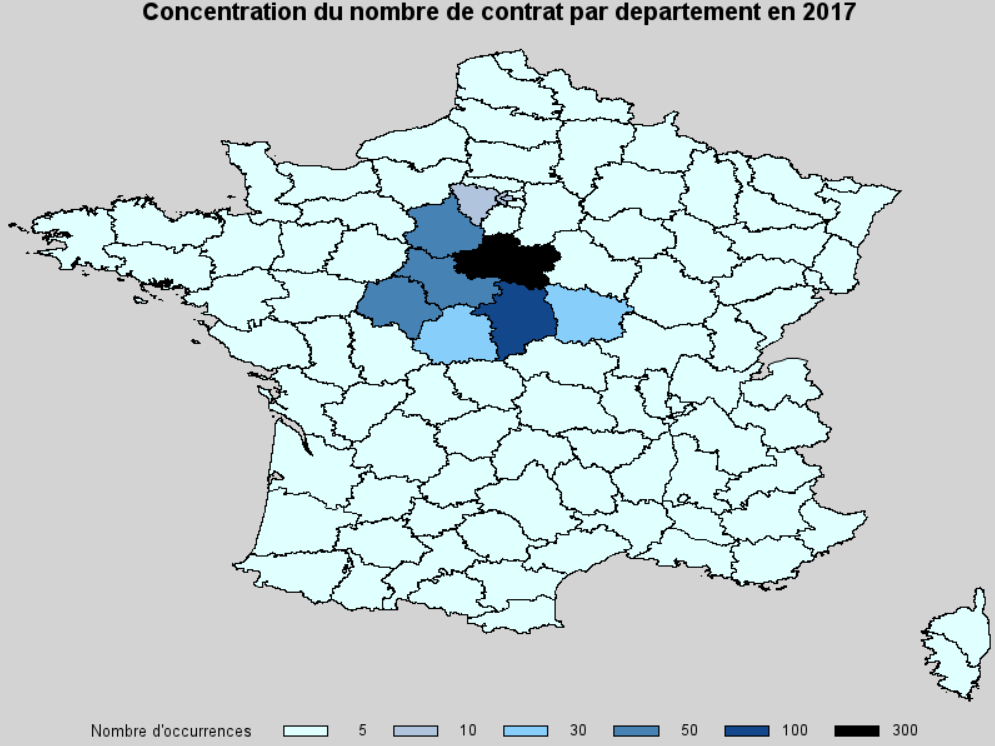 Concentration du nombre de contrat par departement en 2017
Nombre d'occurrences 5 10 30 50 100 300